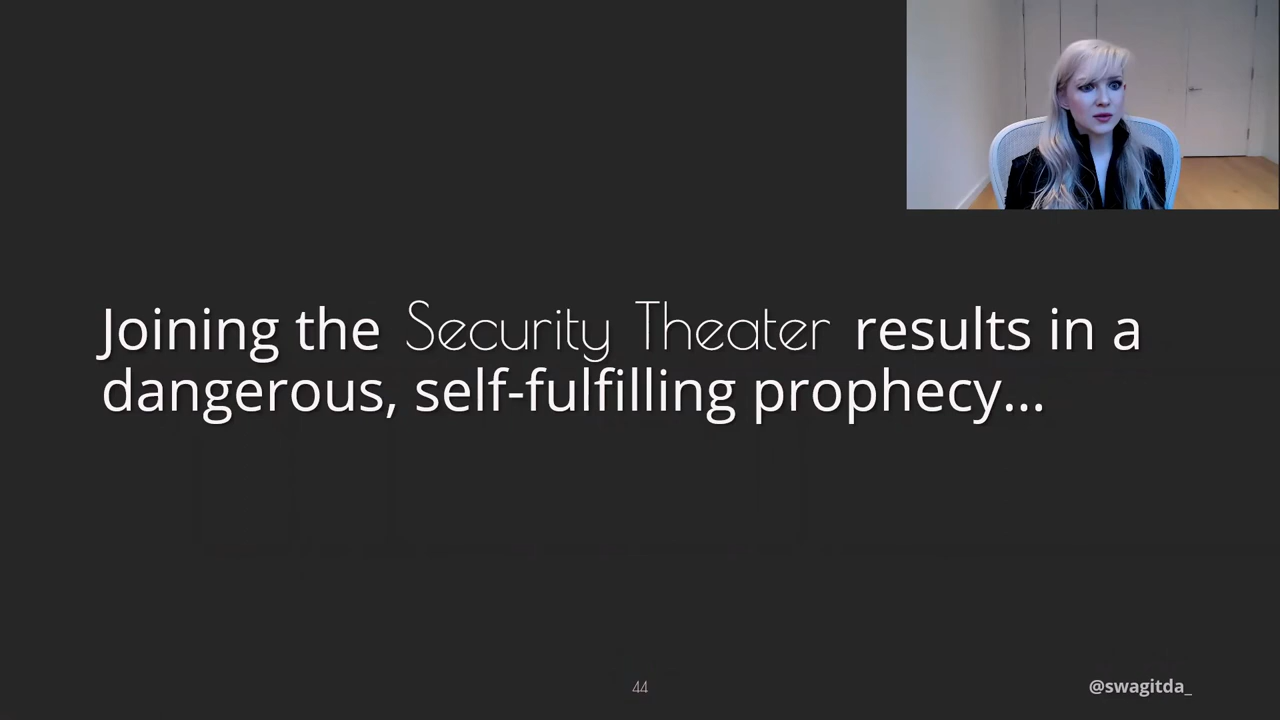 Joining the Security Theater results in a
dangerous, self-fulfilling prophecy...
44
@swagitda_